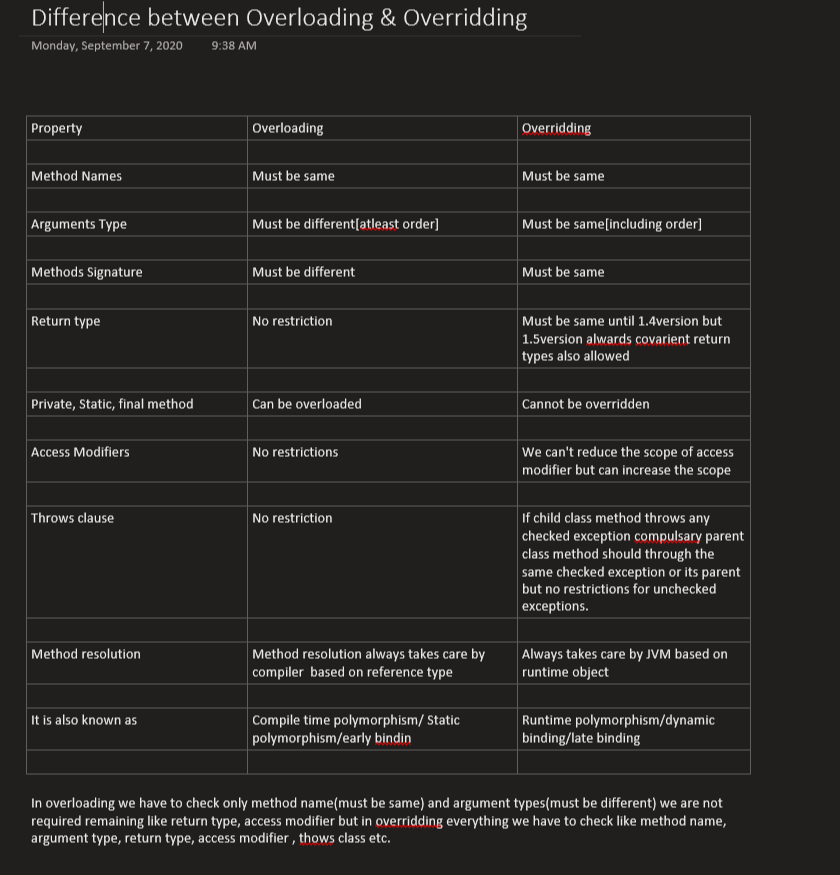 Difference between Overloading & Overridding
Monday, September 7, 2020 9:38 AM
Property Overloading Overridding
Method Names Must be same Must be same
Arguments Type Must be different[atleast order] Must be same[including order]
Methods Signature Must be different Must be same
Return type No restriction Must be same until 1.4version but
1.5version alwards covarient return
types also allowed
Private, Static, final method Can be overloaded Cannot be overridden
Access Modifiers No restrictions We can't reduce the scope of access
modifier but can increase the scope
Throws clause No restriction If child class method throws any
checked exception compulsary parent
class method should through the
same checked exception or its parent
but no restrictions for unchecked
exceptions.
Method resolution Method resolution always takes care by Always takes care by JVM based on
compiler based on reference type runtime object
It is also known as Compile time polymorphism/ Static Runtime polymorphism/dynamic
polymorphism/early bindin binding/late binding
In overloading we have to check only method name(must be same) and argument types(must be different) we are not
required remaining like return type, access modifier but in overridding everything we have to check like method name,
argument type, return type, access modifier , thows class etc.